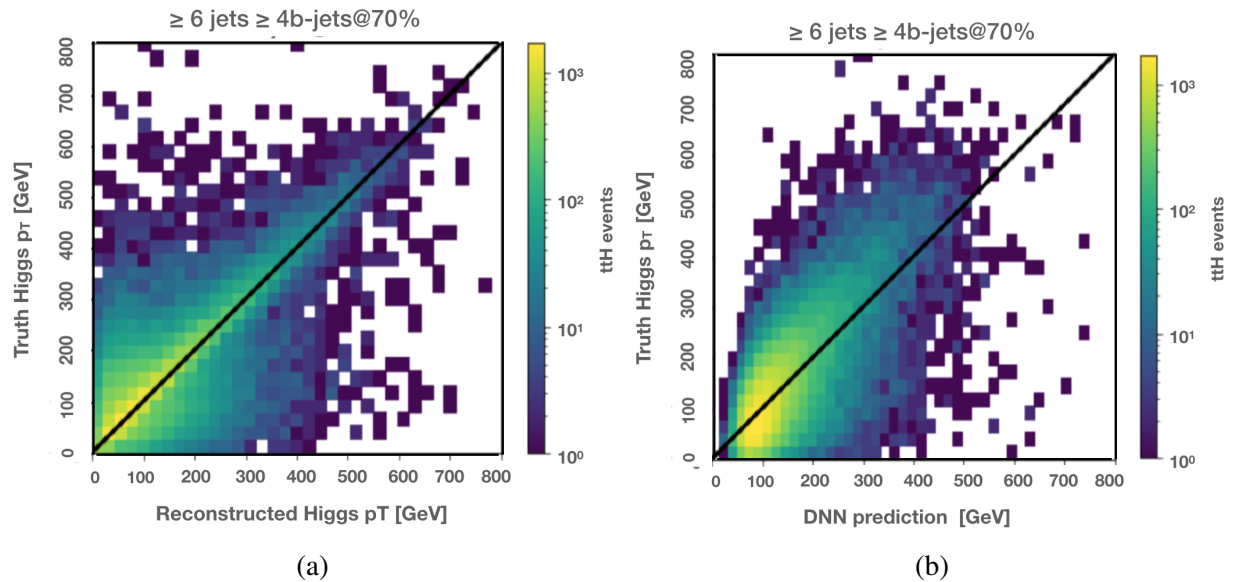 ≥ 6 jets ≥ 4b-jets@70%
800
700
600
500
400
300
200
100
0
Truth Higgs pT [GeV]
0 100 200 300 400 500 600 700 800
Reconstructed Higgs pT [GeV]
10³
10²
10¹
10⁰
ttH events
(a)
≥ 6 jets ≥ 4b-jets@70%
800
700
600
500
400
300
200
100
0
Truth Higgs pT [GeV]
0 100 200 300 400 500 600 700 800
DNN prediction [GeV]
10³
10²
10¹
10⁰
ttH events
(b)